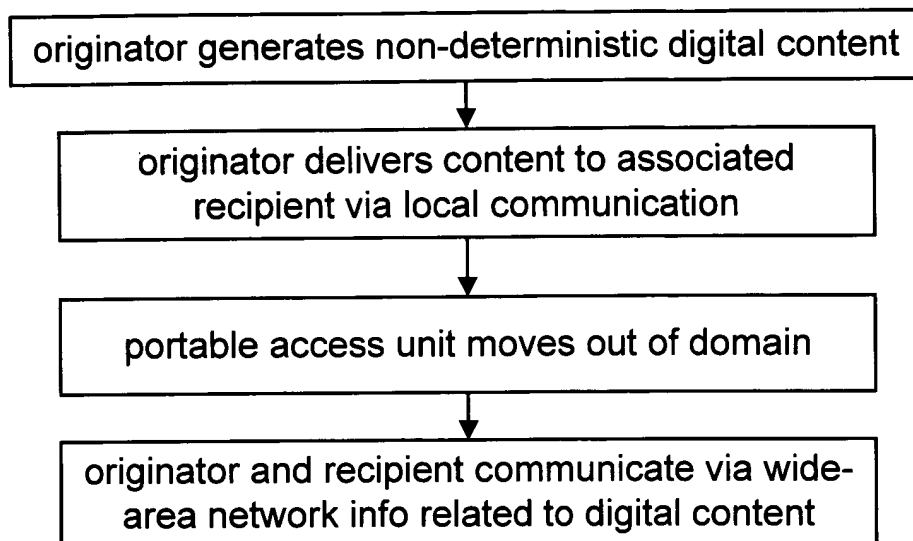 originator generates non-deterministic digital content
originator delivers content to associated
recipient via local communication
portable access unit moves out of domain
originator and recipient communicate via wide-
area network info related to digital content